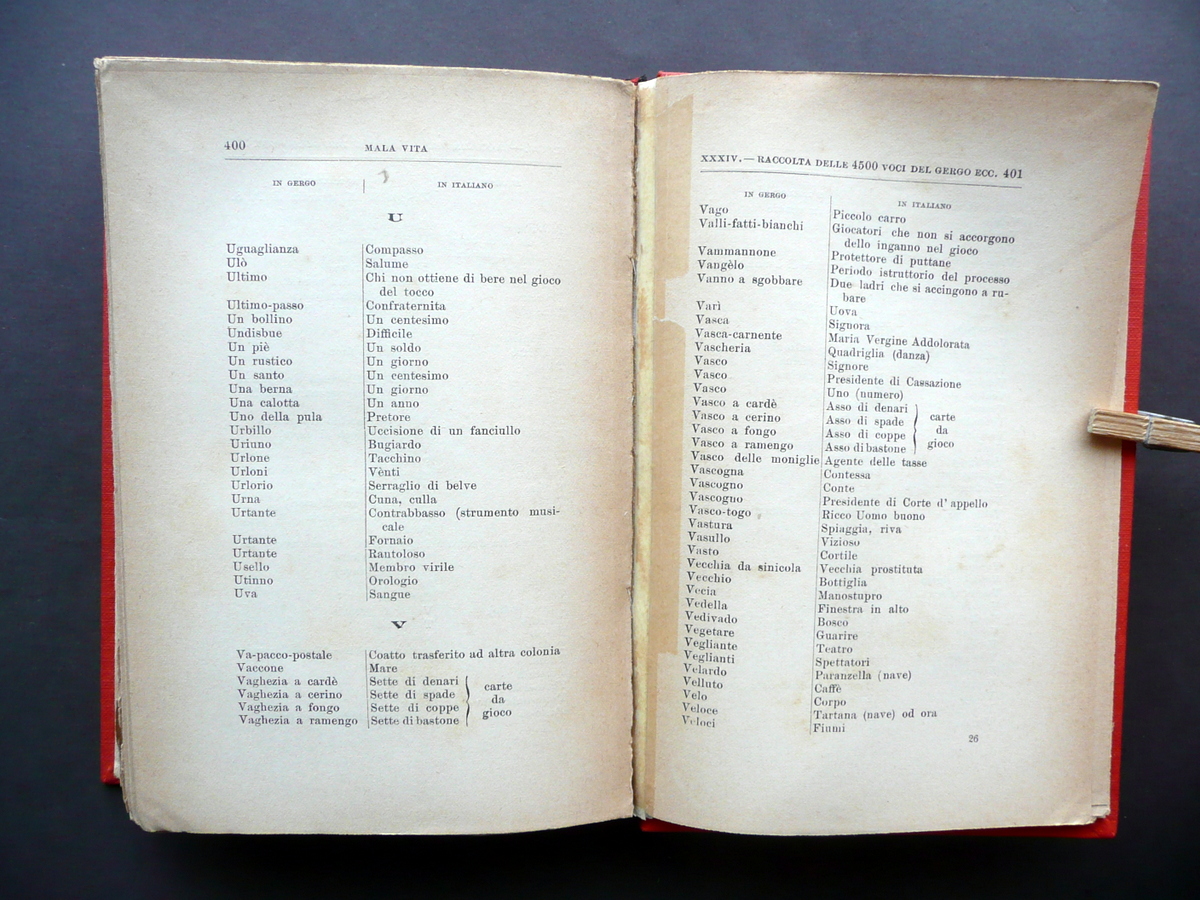 400 MALA VITA
IN GERGO IN ITALIANO
U
Uguaglianza Compasso
Ulò Salume
Ultimo Chi non ottiene di bere nel gioco
del tocco
Ultimo-passo Confraternita
Un bollino Un centesimo
Undisbue Difficile
Un piè Un soldo
Un rustico Un giorno
Un santo Un centesimo
Una berna Un giorno
Una calotta Un anno
Uno della pula Pretore
Urbillo Uccisione di un fanciullo
Uriuno Bugiardo
Urlone Tacchino
Urloni Vènti
Urlorio Serraglio di belve
Urna Cuna, culla
Urtante Contrabbasso (strumento musi-
cale
Urtante Fornaio
Urtante Rantoloso
Usello Membro virile
Utinno Orologio
Uva Sangue
V
Va-pacco-postale Coatto trasferito ad altra colonia
Vaccone Mare
Vaghezia a cardè Sette di denari
Vaghezia a cerino Sette di spade
Vaghezia a fongo Sette di coppe
Vaghezia a ramengo Sette di bastone
carte
da
gioco
XXXIV. — RACCOLTA DELLE 4500 VOCI DEL GERGO ECC. 401
IN GERGO IN ITALIANO
Vago Piccolo carro
Valli-fatti-bianchi Giocatori che non si accorgono
dello inganno nel gioco
Vammannone Protettore di puttane
Vangèlo Periodo istruttorio del processo
Vanno a sgobbare Due ladri che si accingono a ru-
bare
Varì Uova
Vasca Signora
Vasca-carnente Maria Vergine Addolorata
Vascheria Quadriglia (danza)
Vasco Signore
Vasco Presidente di Cassazione
Vasco Uno (numero)
Vasco a cardè Asso di denari
Vasco a cerino Asso di spade
Vasco a fongo Asso di coppe
Vasco a ramengo Asso di bastone
carte
da
gioco
Vasco delle moniglie Agente delle tasse
Vascogna Contessa
Vascogno Conte
Vascogno Presidente di Corte d'appello
Vasco-togo Ricco Uomo buono
Vastura Spiaggia, riva
Vasullo Vizioso
Vasto Cortile
Vecchia da sinicola Vecchia prostituta
Vecchio Bottiglia
Vecia Manostupro
Vedella Finestra in alto
Vedivado Bosco
Vegetare Guarire
Vegliante Teatro
Veglianti Spettatori
Velardo Paranzella (nave)
Velluto Caffè
Velo Corpo
Veloce Tartana (nave) od ora
Veloci Fiumi
26